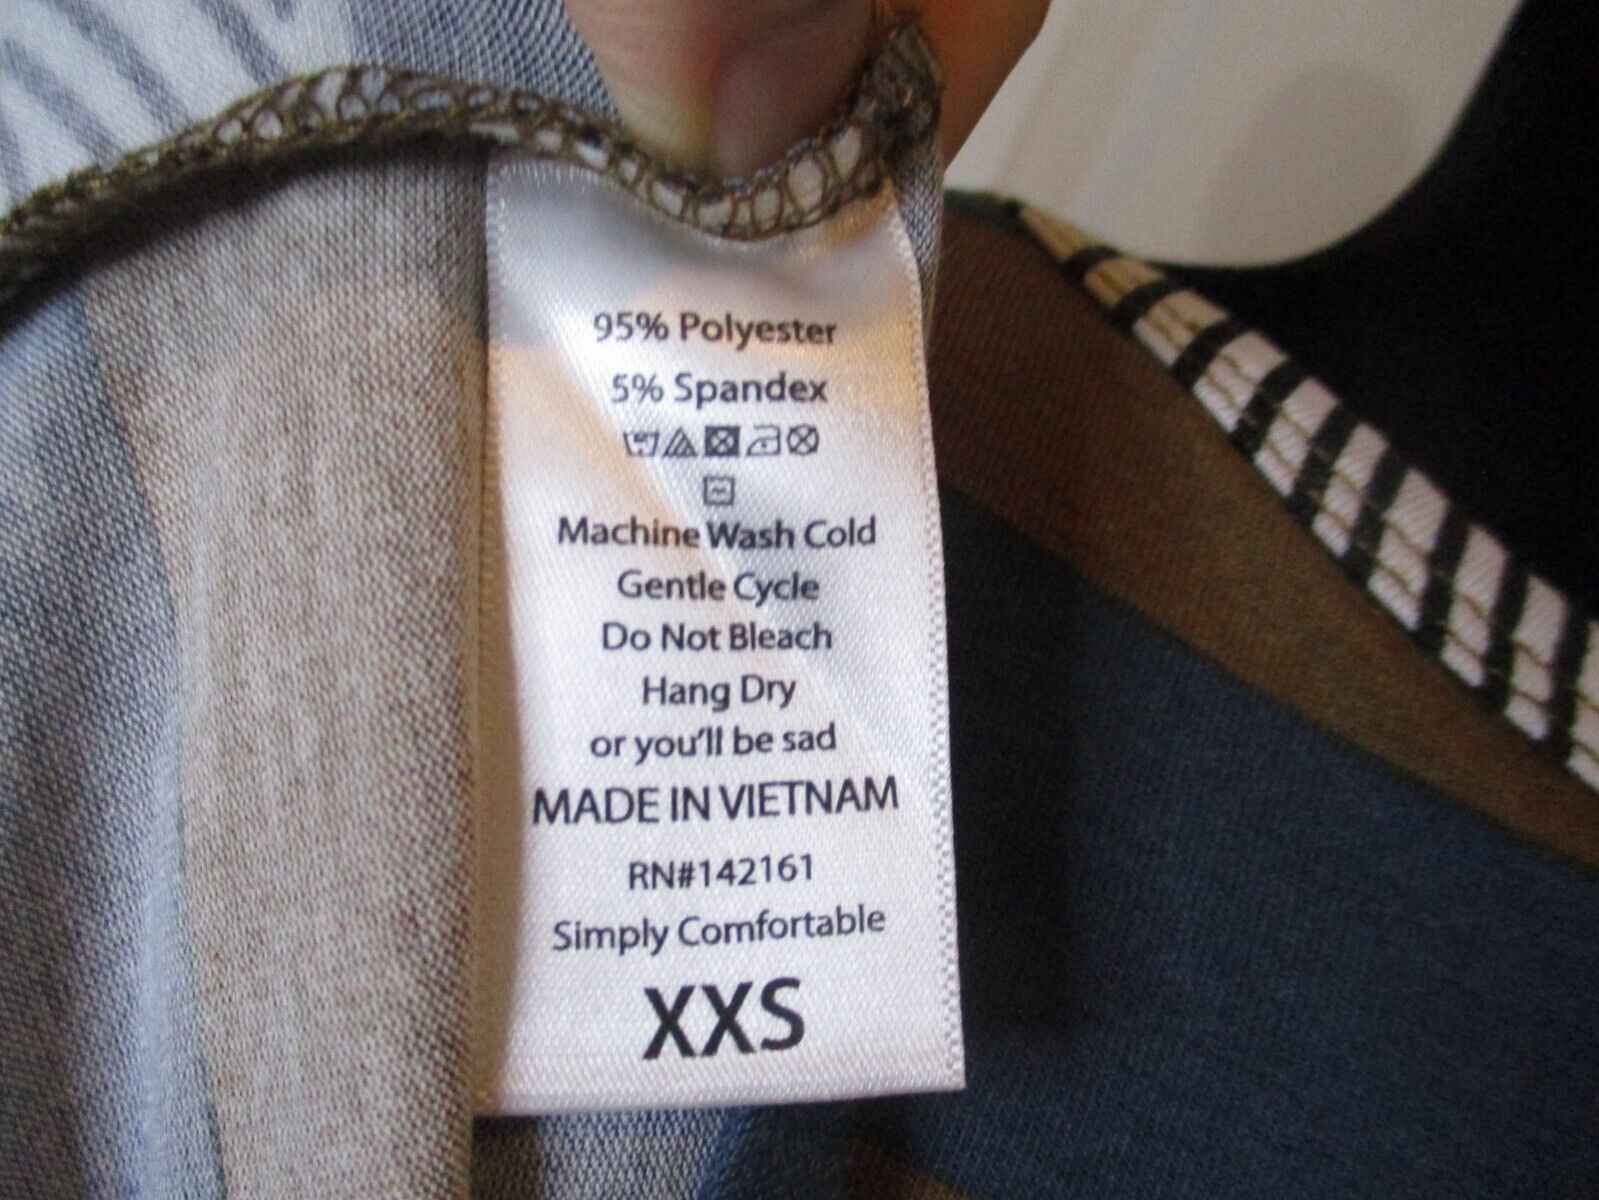 95% Polyester
5% Spandex
Machine Wash Cold
Gentle Cycle
Do Not Bleach
Hang Dry
or you'll be sad
MADE IN VIETNAM
RN#142161
Simply Comfortable
XXS